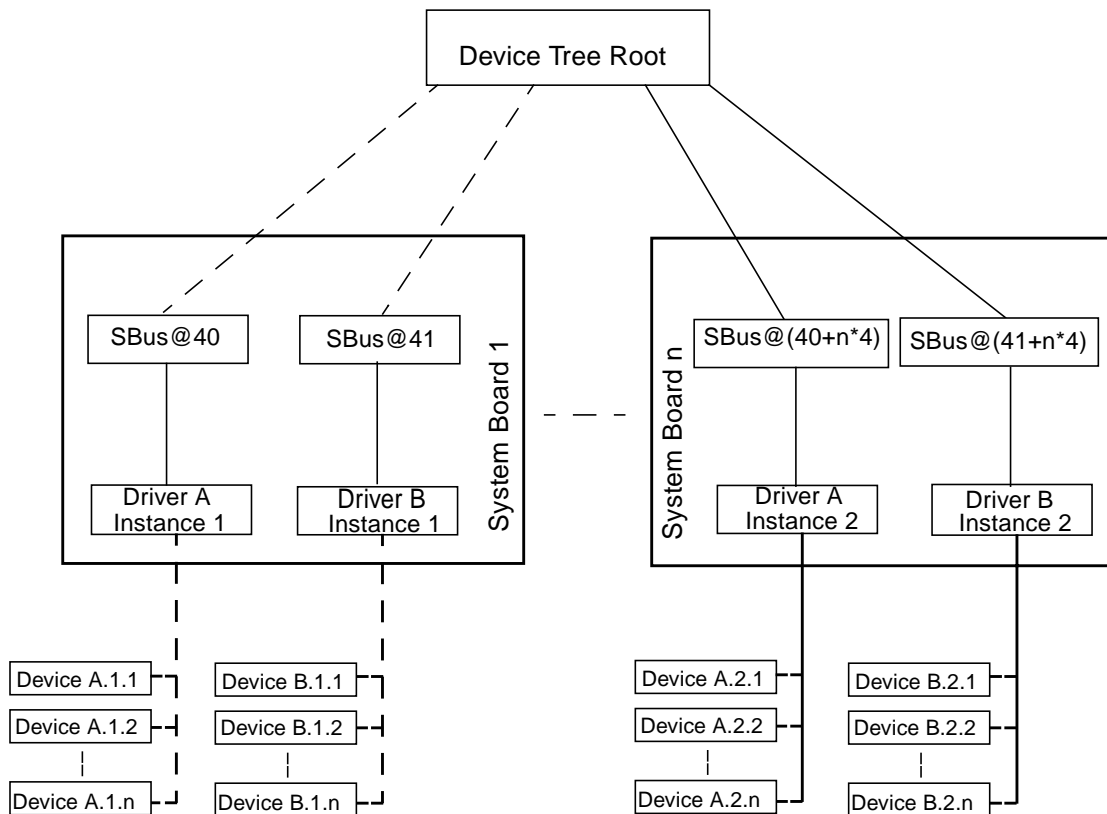 Device Tree Root
SBus@40
SBus@41
System Board 1
System Board n
SBus@(40+n*4)
SBus@(41+n*4)
Driver A
Instance 1
Driver B
Instance 1
Driver A
Instance 2
Driver B
Instance 2
Device A.1.1
Device B.1.1
Device A.2.1
Device B.2.1
Device A.1.2
Device B.1.2
Device A.2.2
Device B.2.2
Device A.1.n
Device B.1.n
Device A.2.n
Device B.2.n